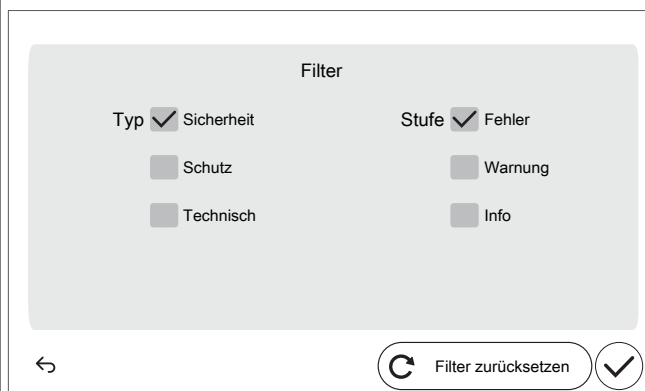 Filter
Typ Sicherheit Stufe Fehler
Schutz Warnung
Technisch Info
Filter zurücksetzen